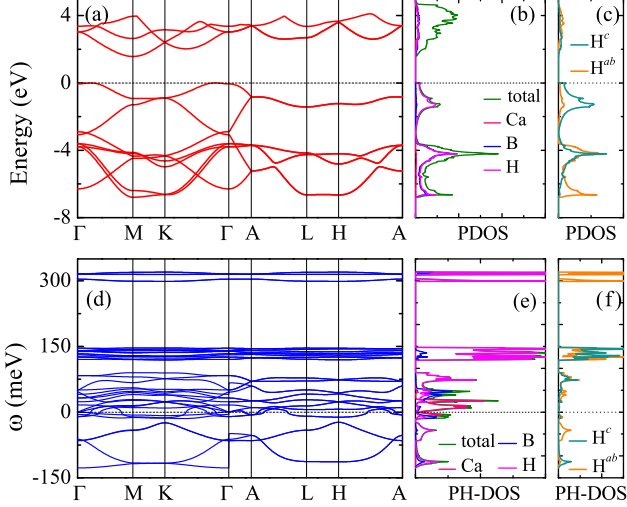 (a)
Energy (eV)
4
0
-4
-8
Γ M K Γ A L H A
(b)
total
Ca
B
H
PDOS
(c)
H^c
H^ab
PDOS
(d)
ω (meV)
300
150
0
-150
Γ M K Γ A L H A
(e)
total B
Ca H
PH-DOS
(f)
H^c
H^ab
PH-DOS